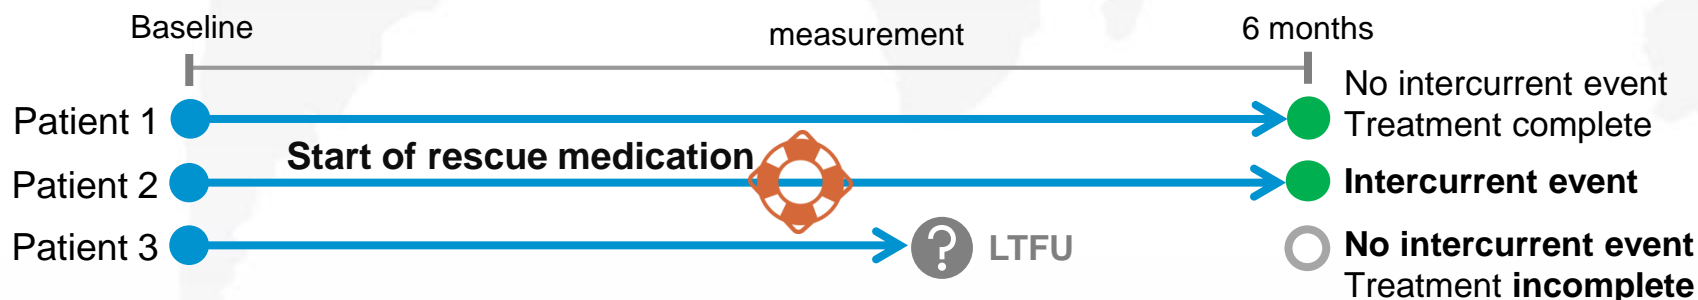 Baseline
measurement
6 months
Patient 1
No intercurrent event
Treatment complete
Start of rescue medication
Patient 2
Intercurrent event
Patient 3
? LTFU
No intercurrent event
Treatment incomplete